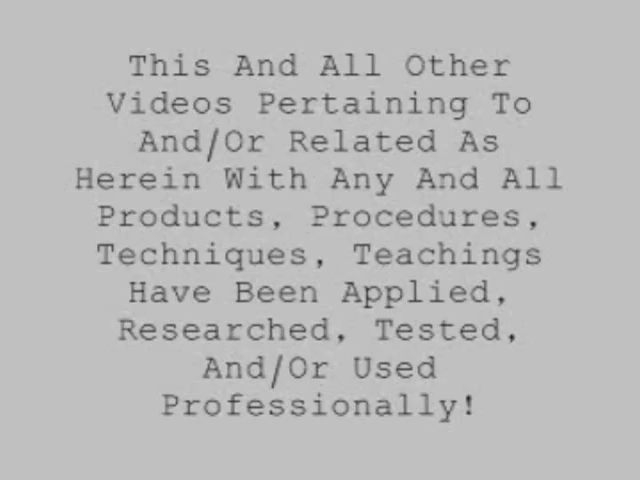 This And All Other
Videos Pertaining To
And/Or Related As
Herein With Any And All
Products, Procedures,
Techniques, Teachings
Have Been Applied,
Researched, Tested,
And/Or Used
Professionally!